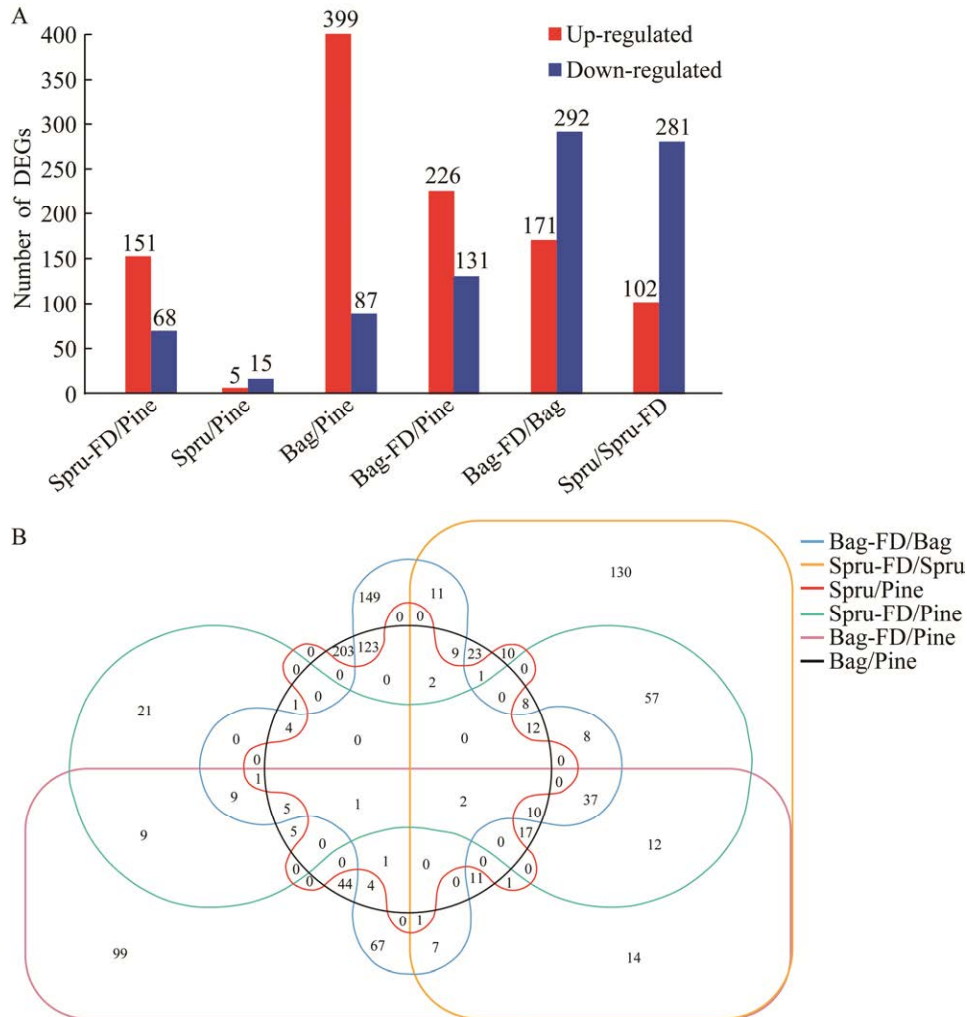 A
Up-regulated
Down-regulated
Number of DEGs
400
350
300
250
200
150
100
50
0
151
68
5
15
399
87
226
131
171
292
102
281
Spru-FD/Pine
Spru/Pine
Bag/Pine
Bag-FD/Pine
Bag-FD/Bag
Spru/Spru-FD
B
Bag-FD/Bag
Spru-FD/Spru
Spru/Pine
Spru-FD/Pine
Bag-FD/Pine
Bag/Pine
130
149 11
0 0
0 203 123 9 23 10
0 0 0 2 1 0
1 0 0 8
21 57
4 12
0 0 0 8
0 0
1 0
9 1 2 37
5 10
9 5 17 12
0 0 1 0 0
0 0 44 4 0 11 1 0
0 1
67 7
99 14